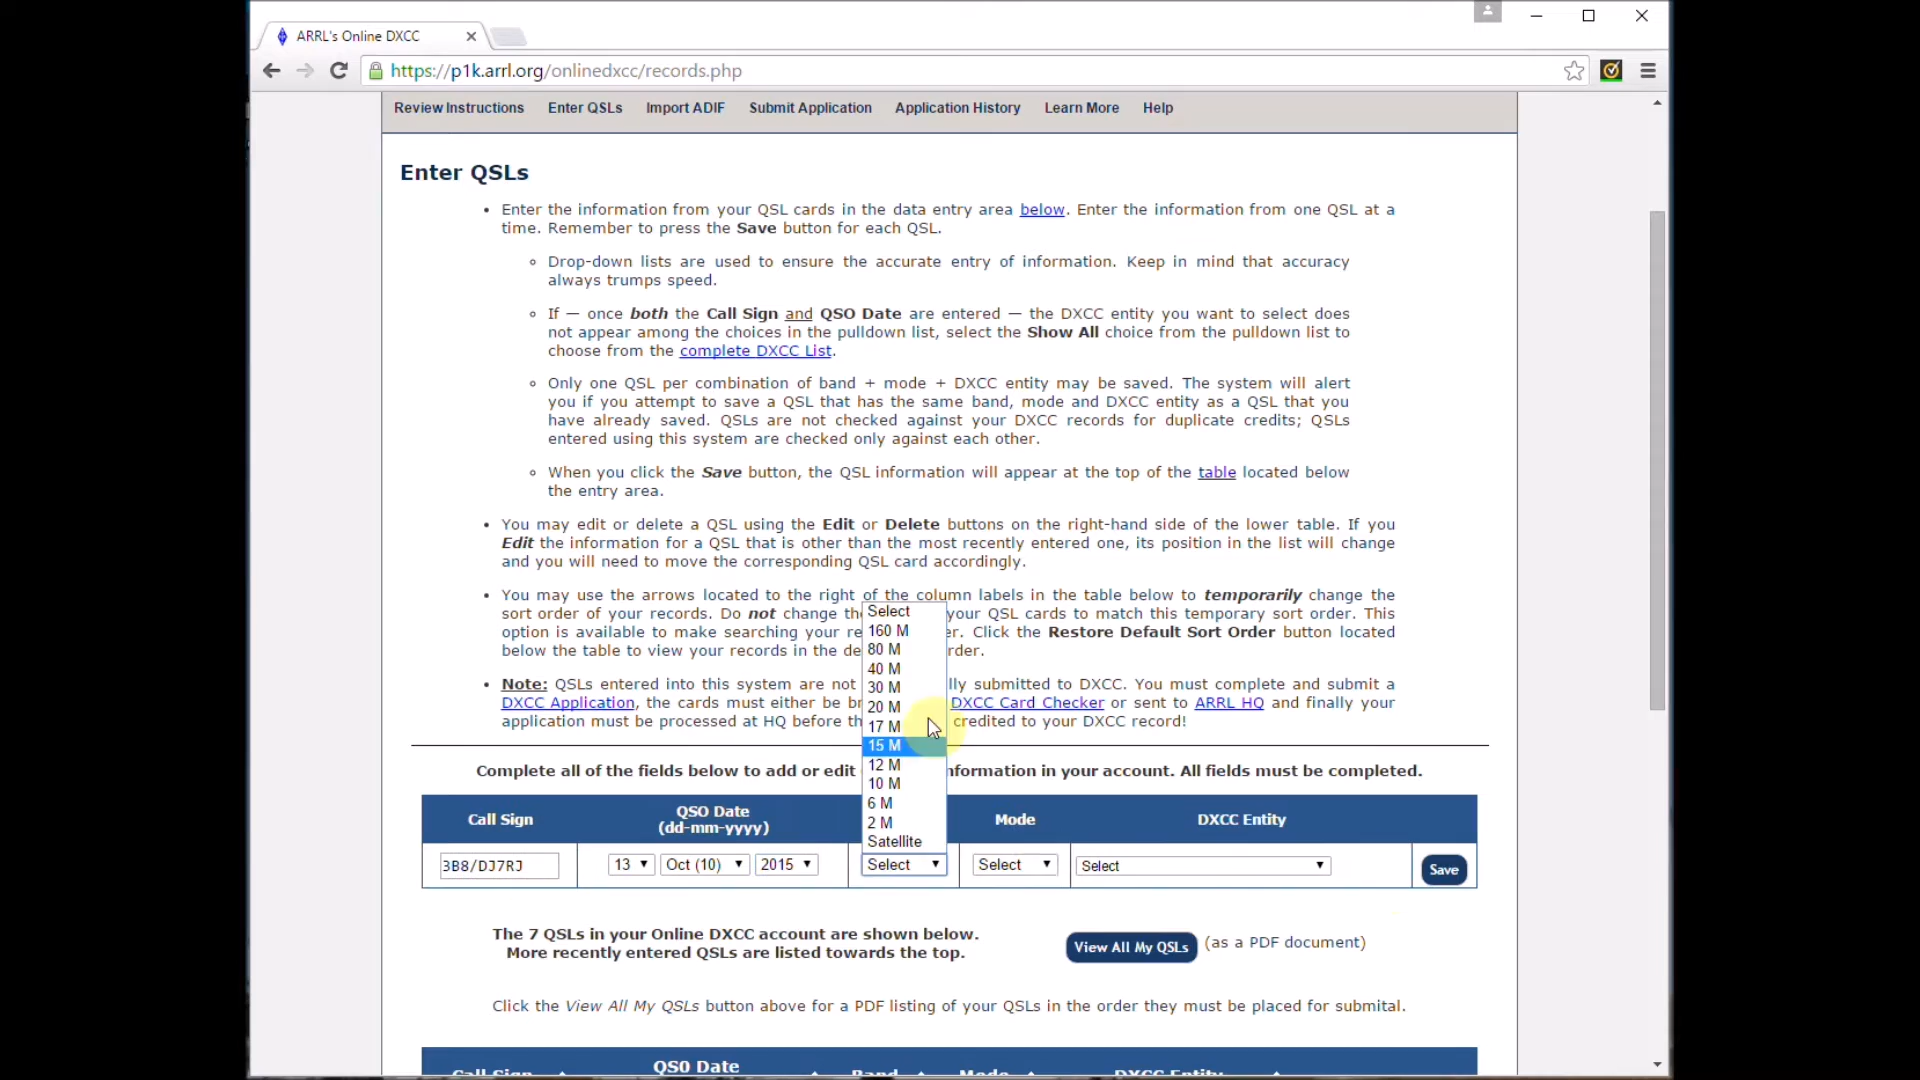 ARRL's Online DXCC
https://p1k.arrl.org/onlinedxcc/records.php
Review Instructions Enter QSLs Import ADIF Submit Application Application History Learn More Help
Enter QSLs
• Enter the information from your QSL cards in the data entry area below. Enter the information from one QSL at a
time. Remember to press the Save button for each QSL.
Drop-down lists are used to ensure the accurate entry of information. Keep in mind that accuracy
always trumps speed.
If — once both the Call Sign and QSO Date are entered — the DXCC entity you want to select does
not appear among the choices in the pulldown list, select the Show All choice from the pulldown list to
choose from the complete DXCC List.
Only one QSL per combination of band + mode + DXCC entity may be saved. The system will alert
you if you attempt to save a QSL that has the same band, mode and DXCC entity as a QSL that you
have already saved. QSLs are not checked against your DXCC records for duplicate credits; QSLs
entered using this system are checked only against each other.
When you click the Save button, the QSL information will appear at the top of the table located below
the entry area.
• You may edit or delete a QSL using the Edit or Delete buttons on the right-hand side of the lower table. If you
Edit the information for a QSL that is other than the most recently entered one, its position in the list will change
and you will need to move the corresponding QSL card accordingly.
• You may use the arrows located to the right of the column labels in the table below to temporarily change the
sort order of your records. Do not change the your QSL cards to match this temporary sort order. This
option is available to make searching your Click the Restore Default Sort Order button located
below the table to view your records in the
• Note: QSLs entered into this system are not submitted to DXCC. You must complete and submit a
DXCC Application, the cards must either be DXCC Card Checker or sent to ARRL HQ and finally your
application must be processed at HQ before credited to your DXCC record!
Select
160 M
80 M
40 M
30 M
20 M
17 M
15 M
12 M
10 M
6 M
2 M
Satellite
Complete all of the fields below to add or edit information in your account. All fields must be completed.
Call Sign QSO Date Mode DXCC Entity
(dd-mm-yyyy)
3B8/DJ7RJ 13 Oct (10) 2015 Select Select Select Save
The 7 QSLs in your Online DXCC account are shown below.
More recently entered QSLs are listed towards the top.
View All My QSLs (as a PDF document)
Click the View All My QSLs button above for a PDF listing of your QSLs in the order they must be placed for submital.
QSO Date
Call Sign Band Mode DXCC Entity